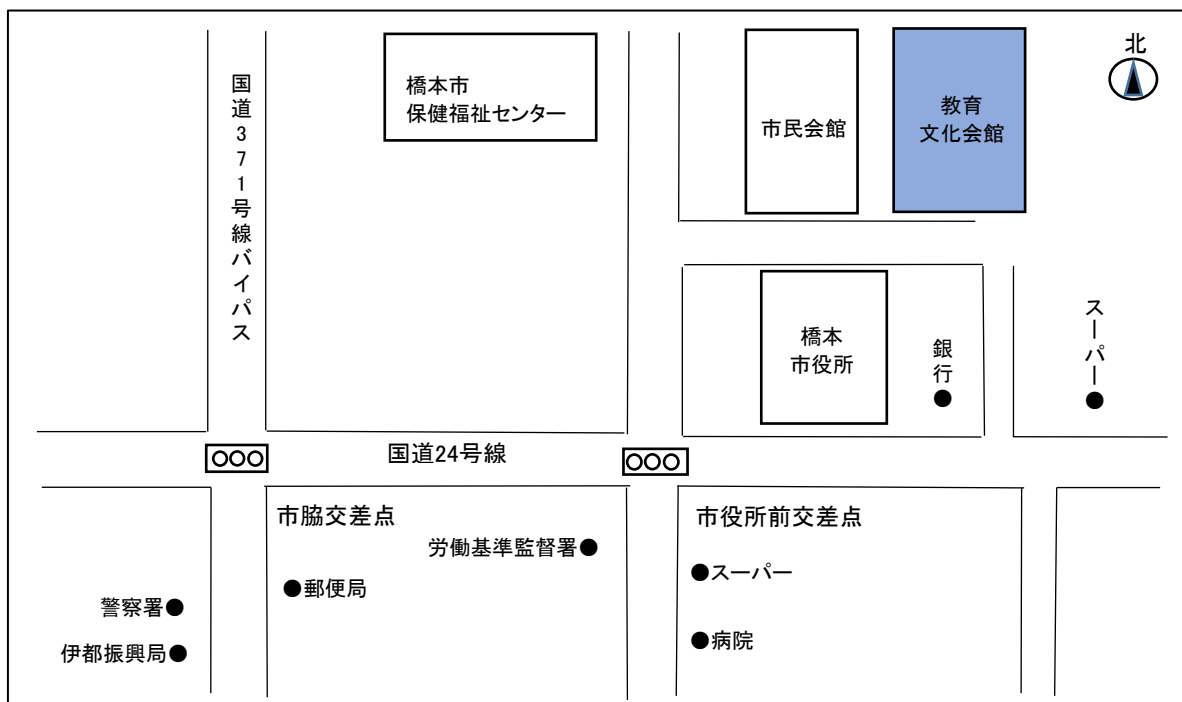 北
国道371号線バイパス
橋本市
保健福祉センター
市民会館
教育
文化会館
橋本
市役所
銀行●
スーパー●
国道24号線
市脇交差点
市役所前交差点
労働基準監督署●
●郵便局
●スーパー
警察署●
伊都振興局●
●病院